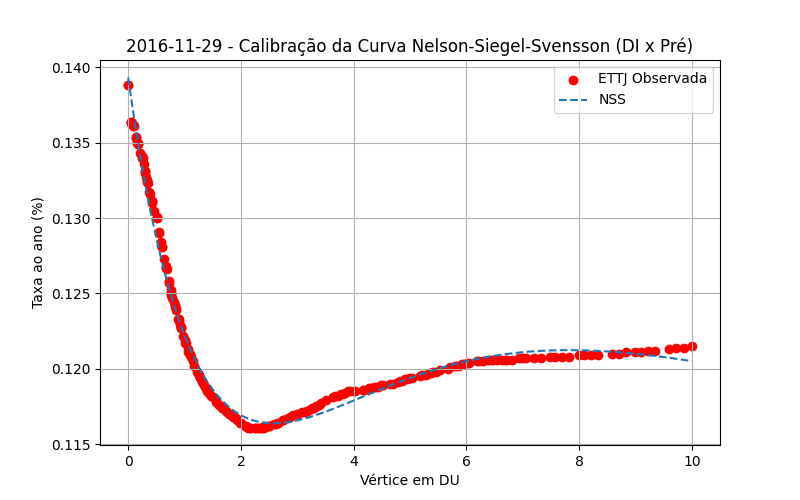 2016-11-29 - Calibração da Curva Nelson-Siegel-Svensson (DI x Pré)
ETTJ Observada
NSS
Taxa ao ano (%)
0.140
0.135
0.130
0.125
0.120
0.115
0
2
4
6
8
10
Vértice em DU